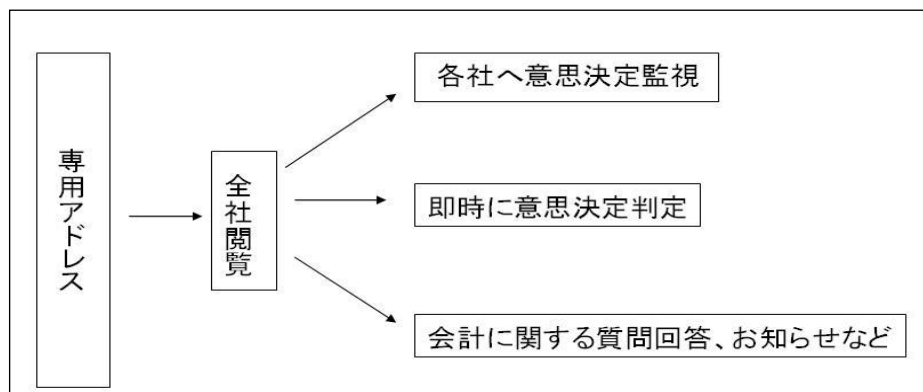 専用アドレス
全社閲覧
各社へ意思決定監視
即時に意思決定判定
会計に関する質問回答、お知らせなど